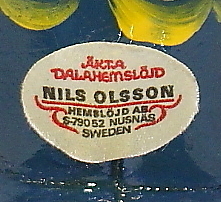 ÄKTA
DALAHEMSLÖJD
NILS OLSSON
HEMSLÖJD AB
S-79052 NUSNÄS
SWEDEN